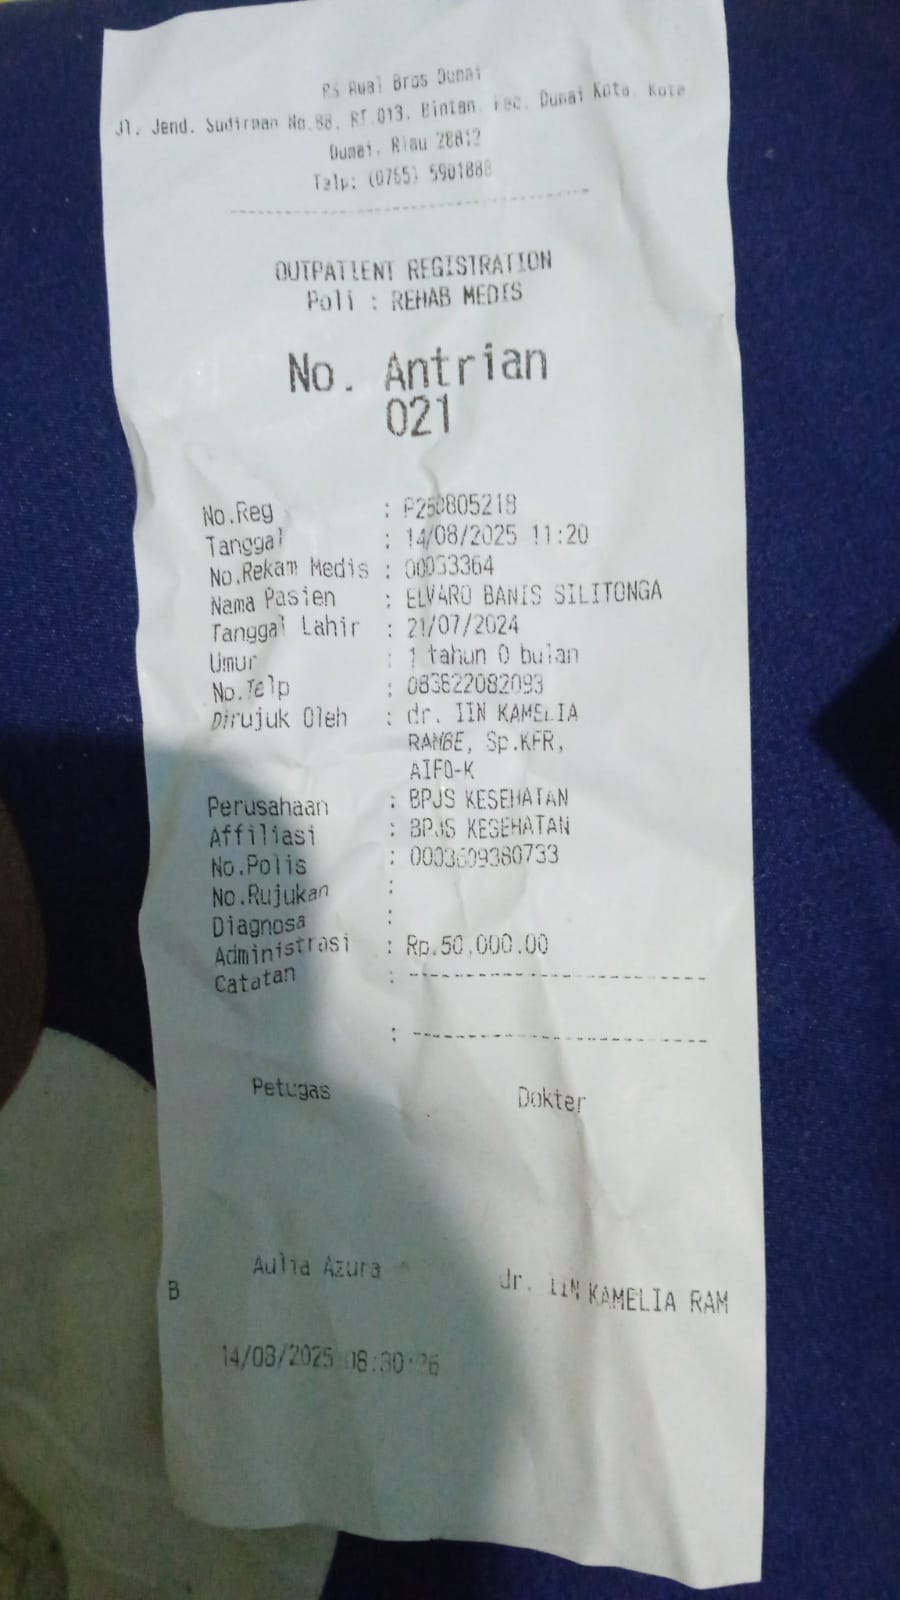 RS Awal Bros Dumai
Jl. Jend. Sudirman No.88, RT.013, Bintan, Kec. Dumai Kota, Kota
Dumai, Riau 28812
Telp: (0765) 5901888
OUTPATIENT REGISTRATION
Poli : REHAB MEDIS
No. Antrian
021
No.Reg : P250805218
Tanggal : 14/08/2025 11:20
No.Rekam Medis :
Nama Pasien : ELVARO BANIS SILITONGA
Tanggal Lahir : 21/07/2024
Umur : 1 tahun 0 bulan
No.Telp : 083822082093
Dirujuk Oleh : dr. IIN KAMELIA
RAMBE, Sp.KFR,
AIFO-K
Perusahaan : BPJS KESEHATAN
Affiliasi : BPJS KESEHATAN
No.Polis : 0003609380733
No.Rujukan :
Diagnosa :
Administrasi : Rp.50,000.00
Catatan :
:
Petugas Dokter
Aulia Azura dr. IIN KAMELIA RAM
B
14/08/2025 08:30:26